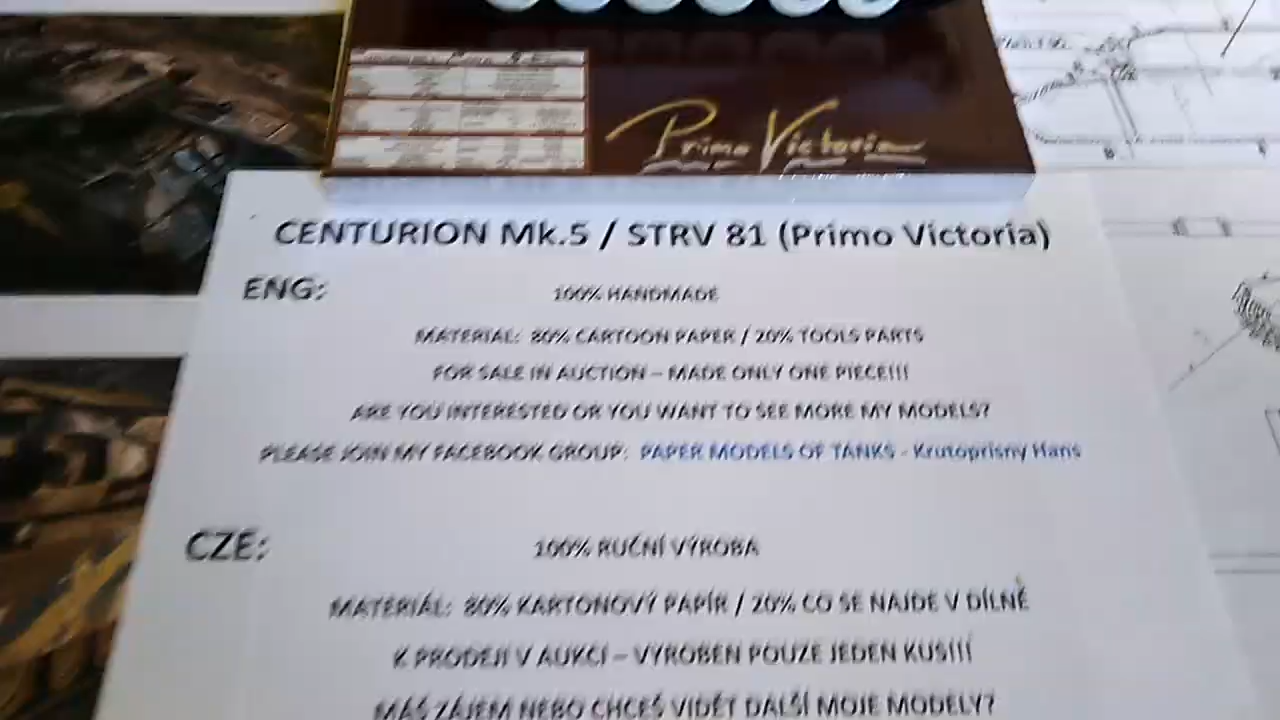 Primo Victoria
CENTURION Mk.5 / STRV 81 (Primo Victoria)
ENG:
100% HANDMADE
MATERIAL: 80% CARTOON PAPER / 20% TOOLS PARTS
FOR SALE IN AUCTION – MADE ONLY ONE PIECE!!!
ARE YOU INTERESTED OR YOU WANT TO SEE MORE MY MODELS?
PLEASE JOIN MY FACEBOOK GROUP: PAPER MODELS OF TANKS - Krutoprisny Hans
CZE:
100% RUČNÍ VÝROBA
MATERIÁL: 80% KARTONOVÝ PAPÍR / 20% CO SE NAJDE V DÍLNĚ
K PRODEJI V AUKCI – VYROBEN POUZE JEDEN KUS!!!
MÁŠ ZÁJEM NEBO CHCEŠ VIDĚT DALŠÍ MOJE MODELY?